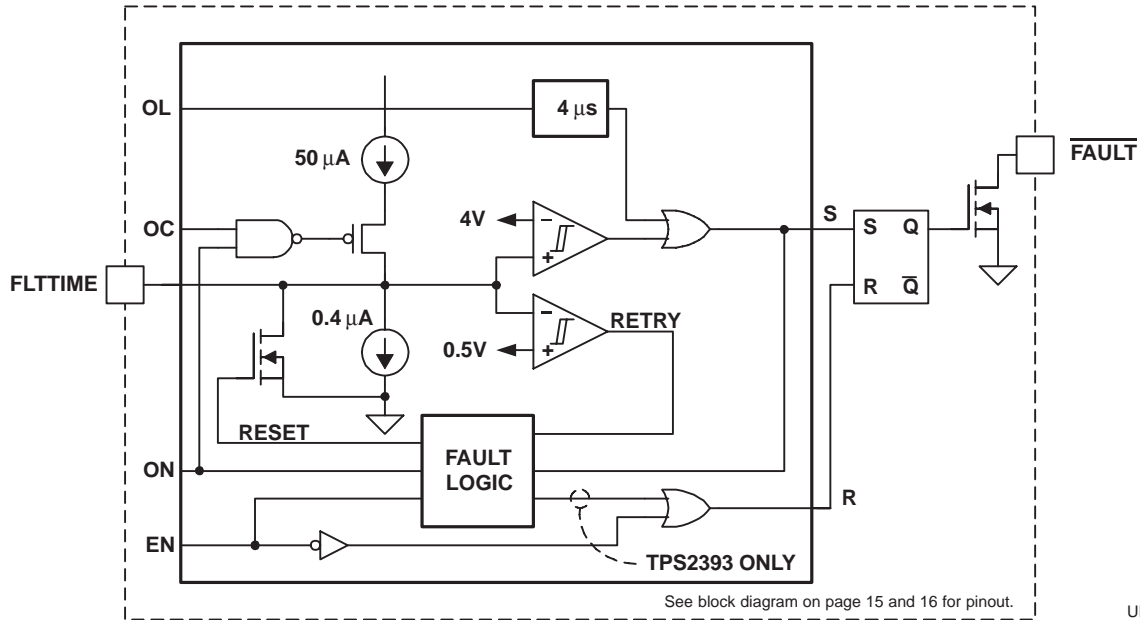 OL
4 μs
50 μA
FAULT
OC
4V
S
S Q
R Q
FLTTIME
0.4 μA
RETRY
0.5V
RESET
ON
FAULT
LOGIC
R
EN
TPS2393 ONLY
See block diagram on page 15 and 16 for pinout.